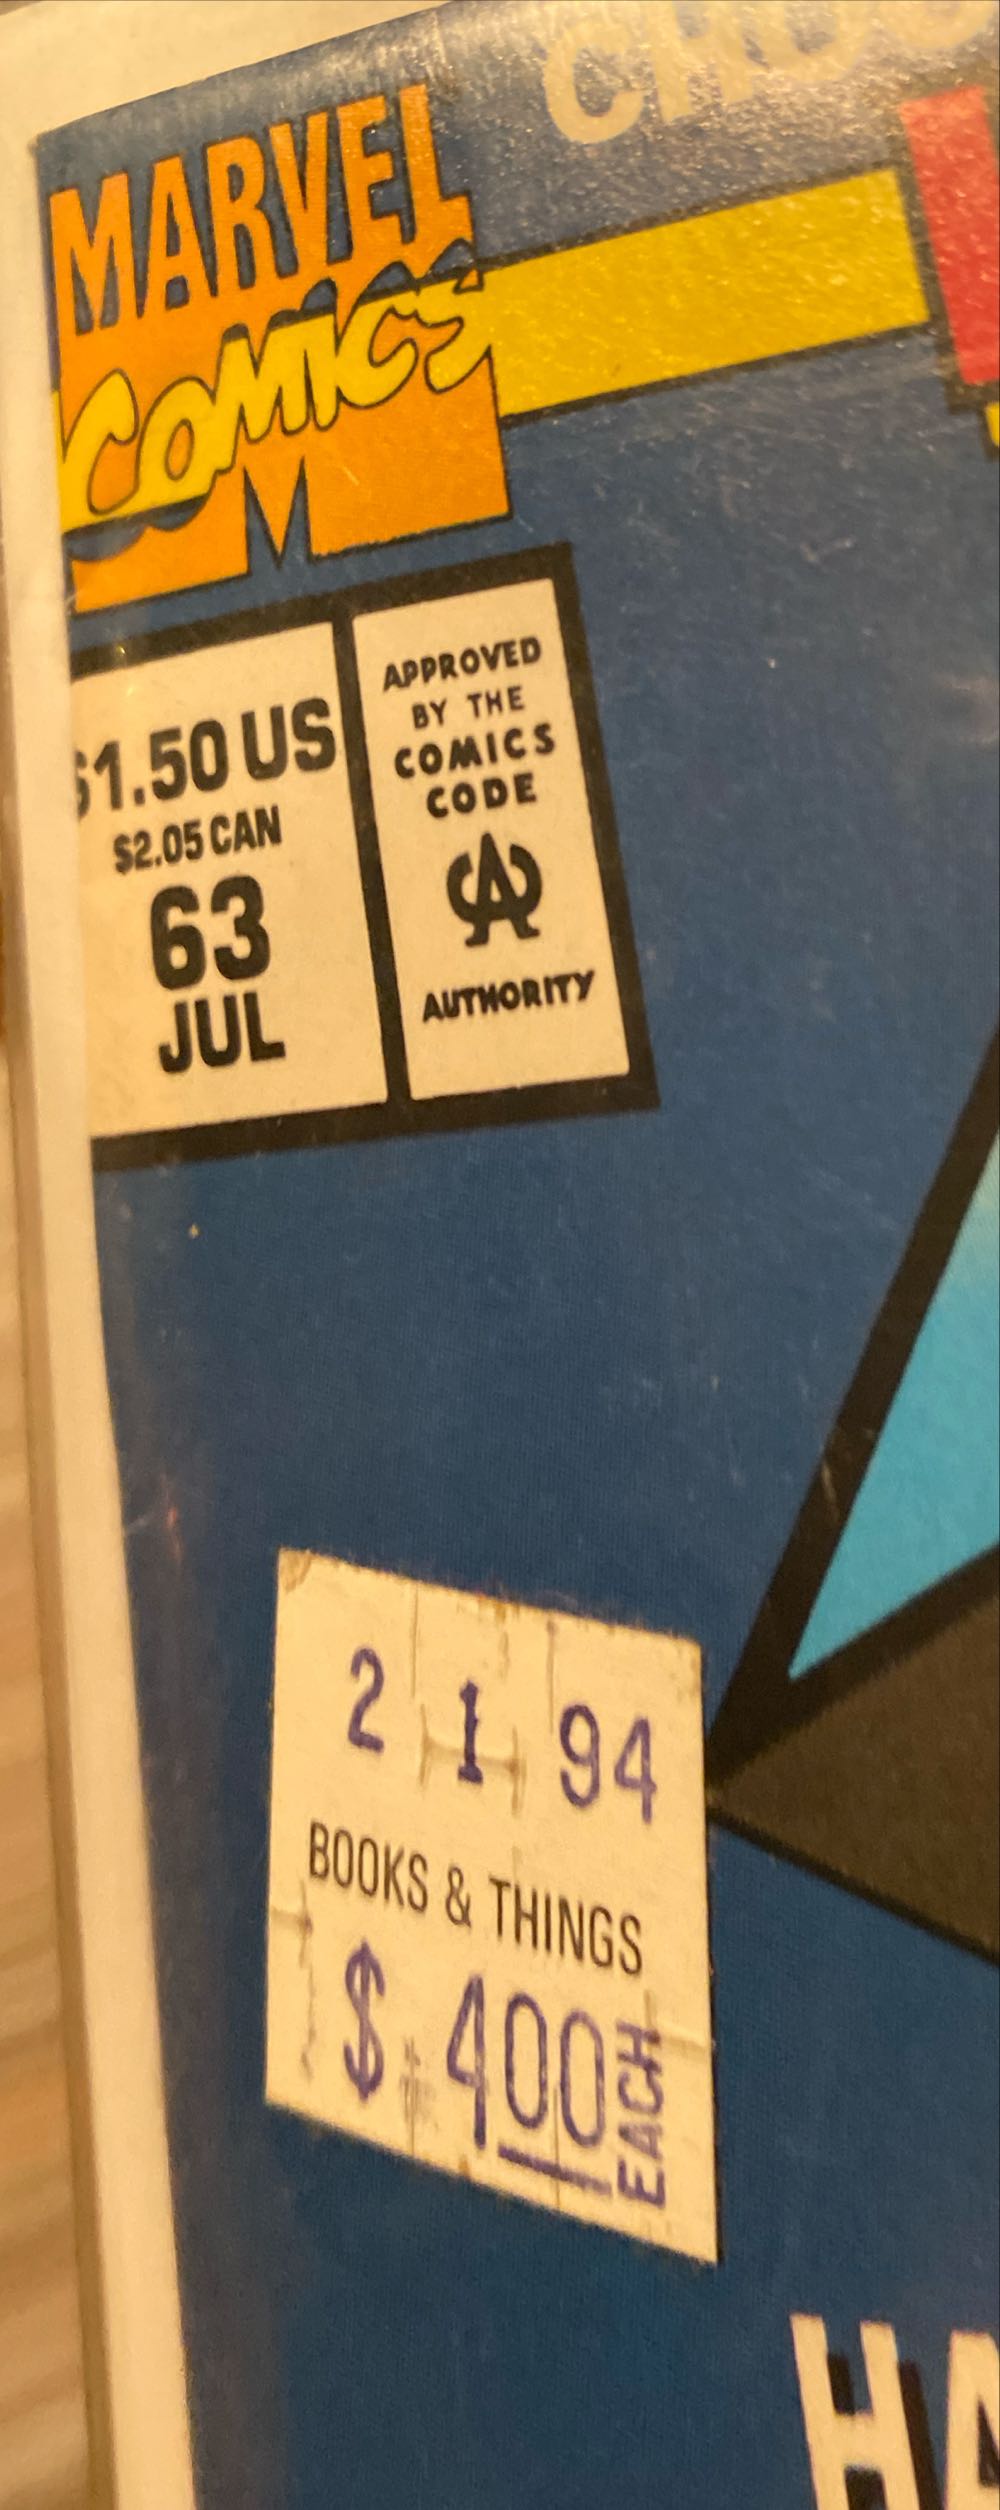 MARVEL
COMICS
$1.50 US
$2.05 CAN
63
JUL
APPROVED
BY THE
COMICS
CODE
CA
AUTHORITY
2 1 94
BOOKS & THINGS
$ 400 EACH
HA